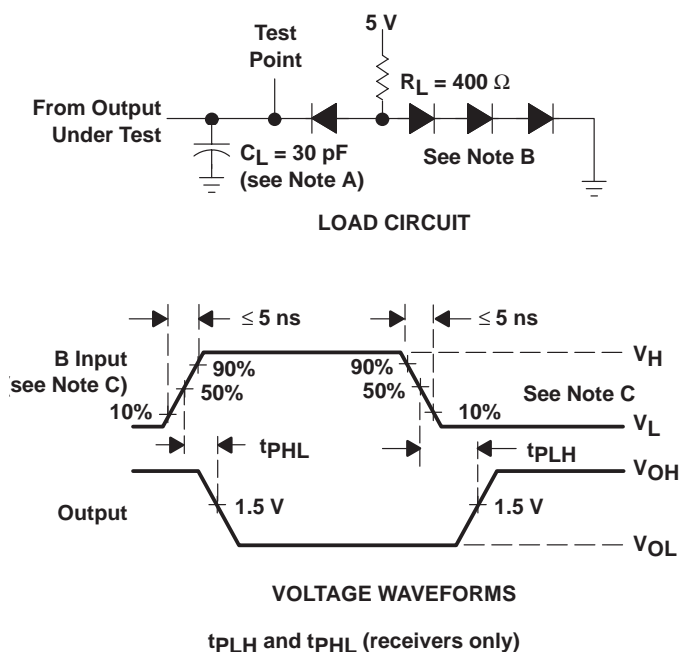 5 V
Test
Point
R_L = 400 Ω
From Output
Under Test
C_L = 30 pF
(see Note A)
See Note B
LOAD CIRCUIT
≤ 5 ns
≤ 5 ns
B Input
(see Note C)
90%
50%
10%
90%
50%
10%
See Note C
V_H
V_L
t_PHL
t_PLH
V_OH
Output
1.5 V
1.5 V
V_OL
VOLTAGE WAVEFORMS
t_PLH and t_PHL (receivers only)